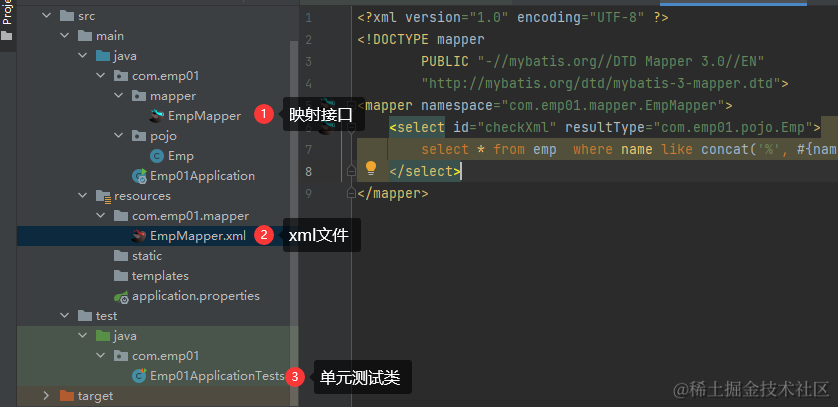 Proje
src
main
java
com.emp01
mapper
EmpMapper
1 映射接口
pojo
Emp
Emp01Application
resources
com.emp01.mapper
EmpMapper.xml
2 xml文件
static
templates
application.properties
test
java
com.emp01
Emp01ApplicationTests
3 单元测试类
target
1 <?xml version="1.0" encoding="UTF-8" ?>
2 <!DOCTYPE mapper
3 PUBLIC "-//mybatis.org//DTD Mapper 3.0//EN"
4 "http://mybatis.org/dtd/mybatis-3-mapper.dtd">
<mapper namespace="com.emp01.mapper.EmpMapper">
<select id="checkXml" resultType="com.emp01.pojo.Emp">
7 select * from emp where name like concat('%', #{nam
8 </select>
9 </mapper>
@稀土掘金技术社区